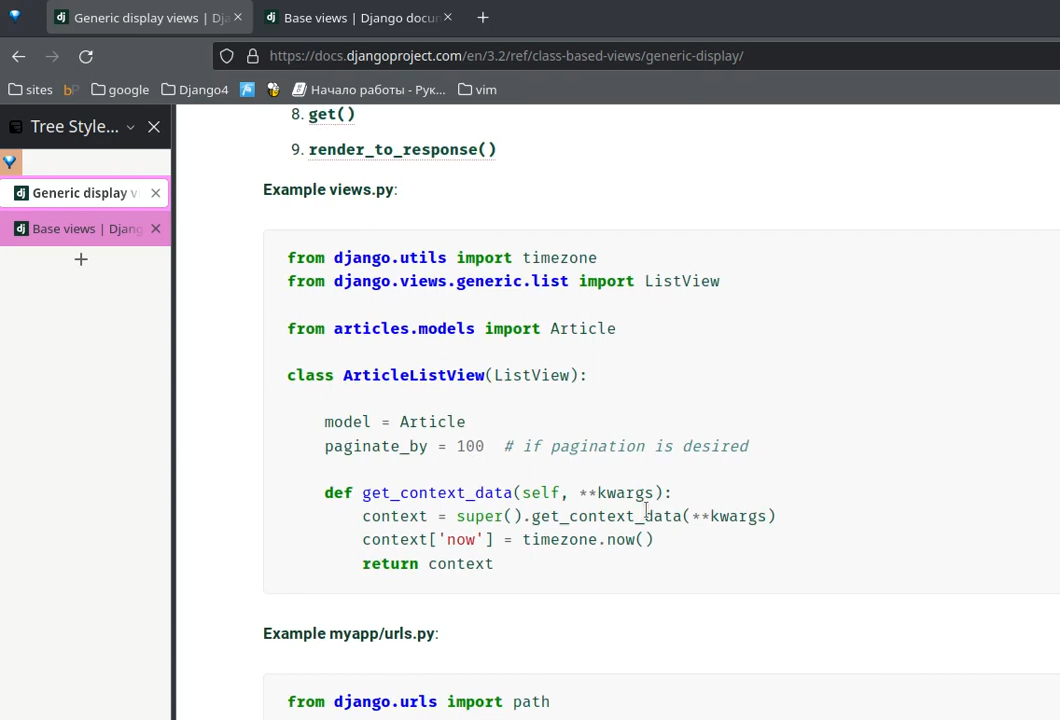 Generic display views | Dja
Base views | Django docu
https://docs.djangoproject.com/en/3.2/ref/class-based-views/generic-display/
sites
bP
google
Django4
Начало работы - Рук...
vim
Tree Style...
Generic display v
Base views | Djang
8. get()
9. render_to_response()
Example views.py:
from django.utils import timezone
from django.views.generic.list import ListView
from articles.models import Article
class ArticleListView(ListView):
model = Article
paginate_by = 100  # if pagination is desired
def get_context_data(self, **kwargs):
context = super().get_context_data(**kwargs)
context['now'] = timezone.now()
return context
Example myapp/urls.py:
from django.urls import path